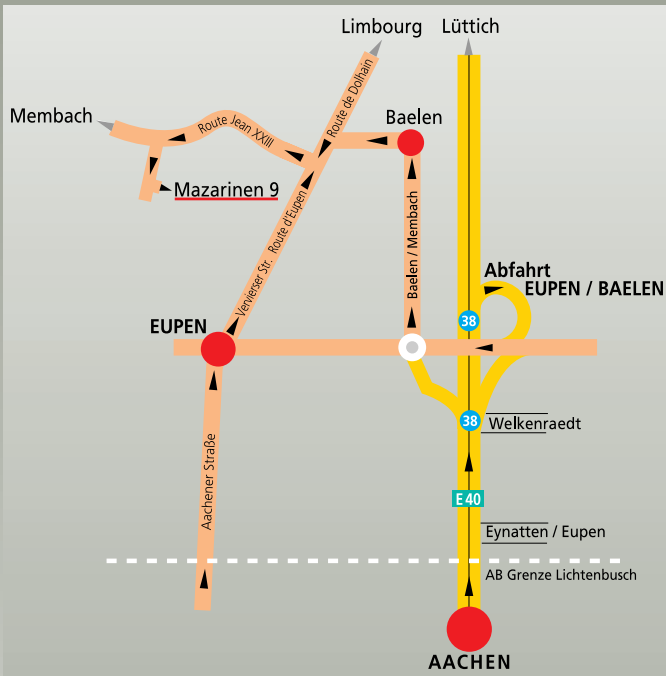 Limbourg
Lüttich
Membach
Route Jean XXIII
Route de Dolhain
Baelen
Mazarinen 9
Vervierser Str. Route d'Eupen
Baelen / Membach
Abfahrt
EUPEN / BAELEN
38
EUPEN
38
Welkenraedt
Aachener Straße
E 40
Eynatten / Eupen
AB Grenze Lichtenbusch
AACHEN